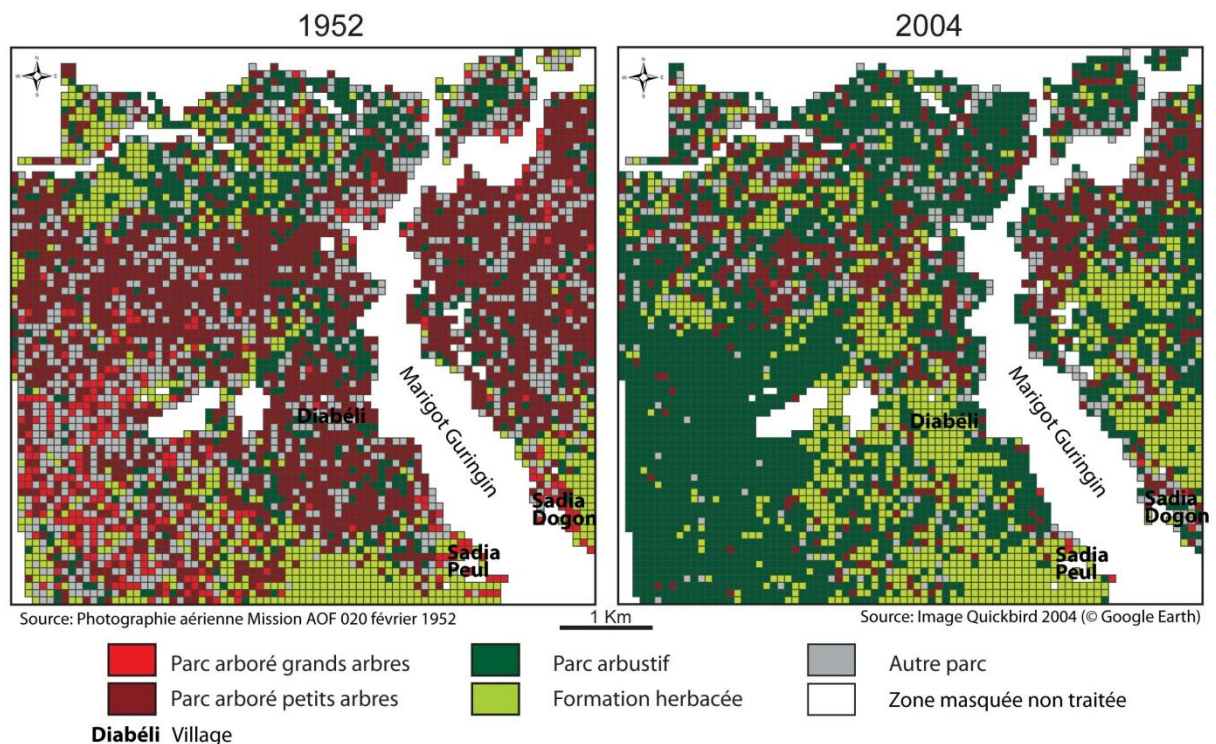 1952
2004
N
W E
S
N
W E
S
Marigot Guringin
Marigot Guringin
Diabéli
Diabéli
Sadia
Dogon
Sadia
Dogon
Sadia
Peul
Sadia
Peul
Source: Photographie aérienne Mission AOF 020 février 1952
1 Km
Source: Image Quickbird 2004 (© Google Earth)
Parc arboré grands arbres
Parc arbustif
Autre parc
Parc arboré petits arbres
Formation herbacée
Zone masquée non traitée
Diabéli Village